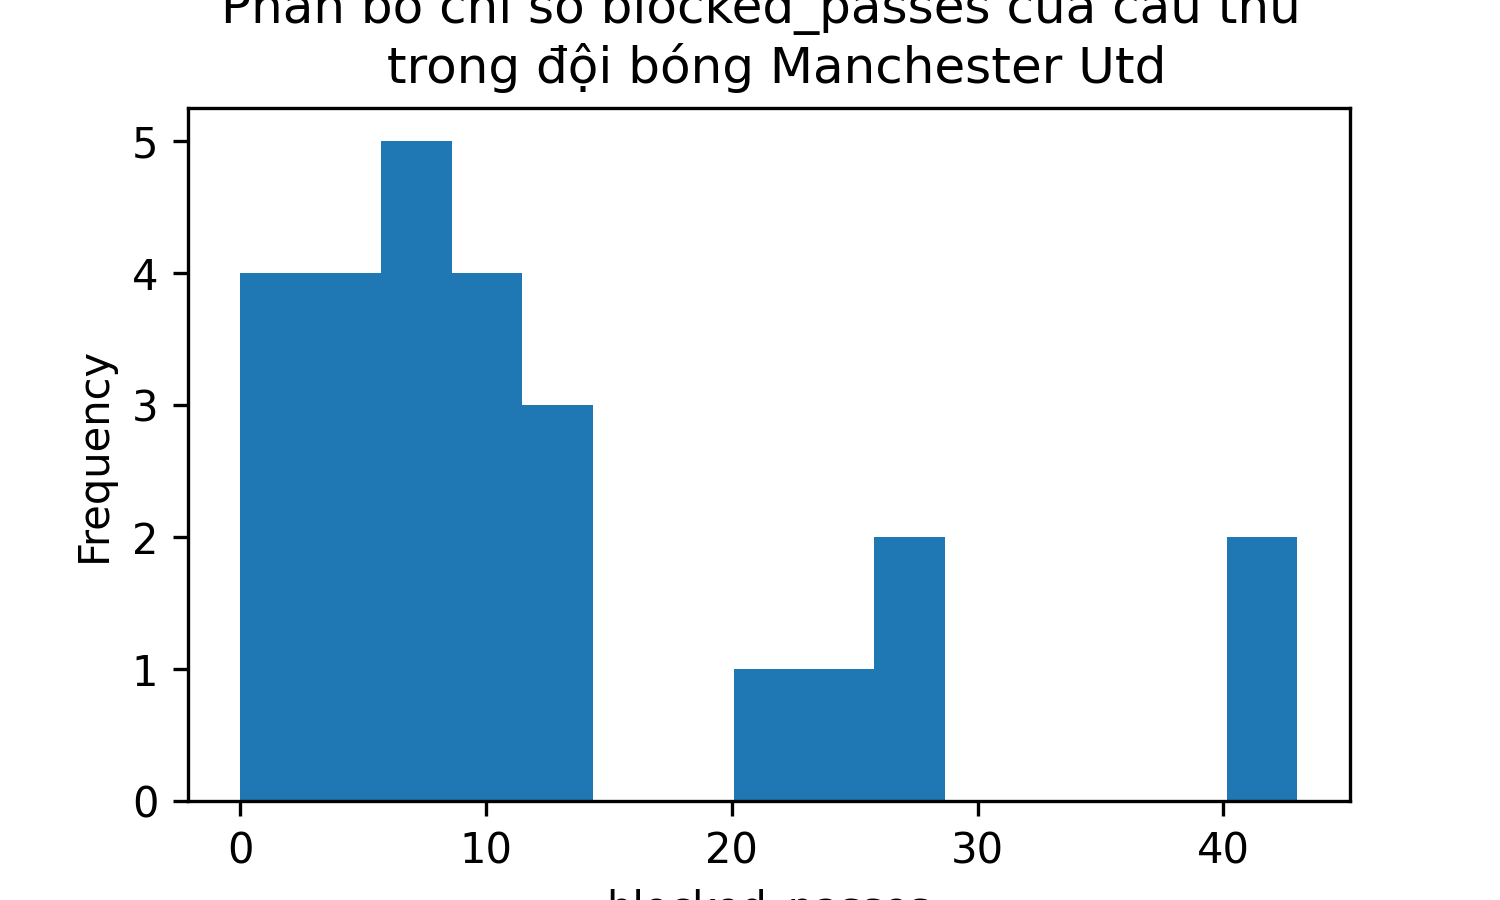 Phân bố chỉ số blocked_passes của cầu thủ
trong đội bóng Manchester Utd
5
4
3
2
1
0
Frequency
0 10 20 30 40
blocked_passes